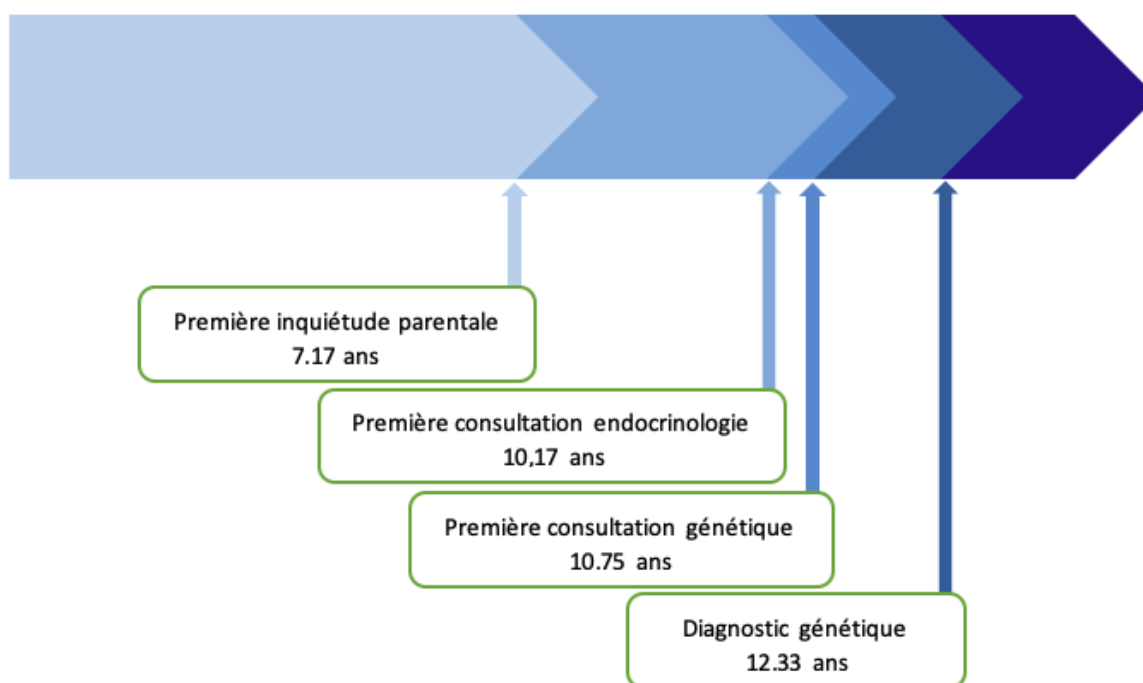 Première inquiétude parentale
7.17 ans
Première consultation endocrinologie
10,17 ans
Première consultation génétique
10.75 ans
Diagnostic génétique
12.33 ans